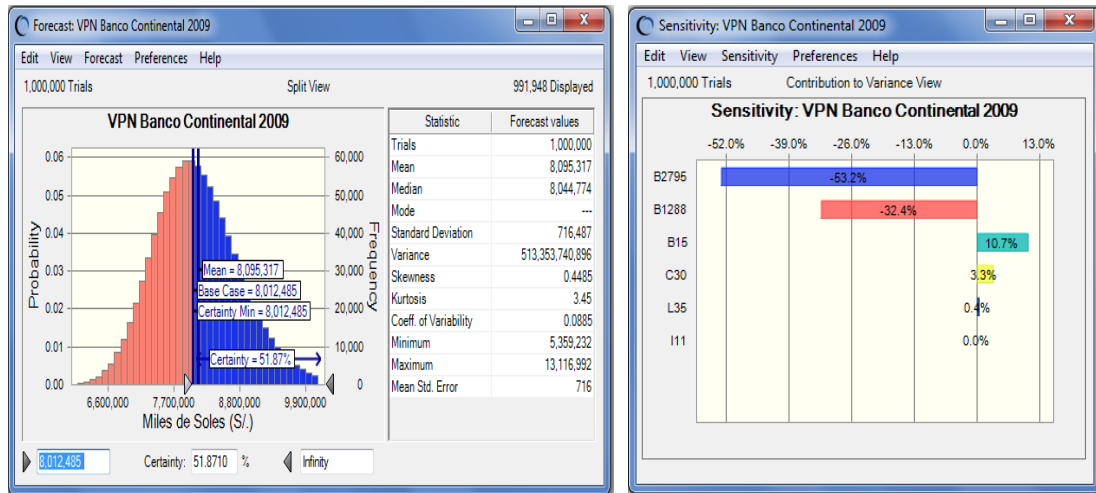 Forecast: VPN Banco Continental 2009
Edit View Forecast Preferences Help
1,000,000 Trials Split View 991,948 Displayed
VPN Banco Continental 2009
Probability
0.06
0.05
0.04
0.03
0.02
0.01
0.00
60,000
50,000
40,000
30,000
20,000
10,000
0
Frequency
Mean = 8,095,317
Base Case = 8,012,485
Certainty Min = 8,012,485
Certainty = 51.87%
6,600,000 7,700,000 8,800,000 9,900,000
Miles de Soles (S/.)
Statistic Forecast values
Trials 1,000,000
Mean 8,095,317
Median 8,044,774
Mode ---
Standard Deviation 716,487
Variance 513,353,740,896
Skewness 0.4485
Kurtosis 3.45
Coeff. of Variability 0.0885
Minimum 5,359,232
Maximum 13,116,992
Mean Std. Error 716
8,012,485 Certainty: 51.8710 % Infinity
Sensitivity: VPN Banco Continental 2009
Edit View Sensitivity Preferences Help
1,000,000 Trials Contribution to Variance View
Sensitivity: VPN Banco Continental 2009
-52.0% -39.0% -26.0% -13.0% 0.0% 13.0%
B2795 -53.2%
B1288 -32.4%
B15 10.7%
C30 3.3%
L35 0.4%
I11 0.0%